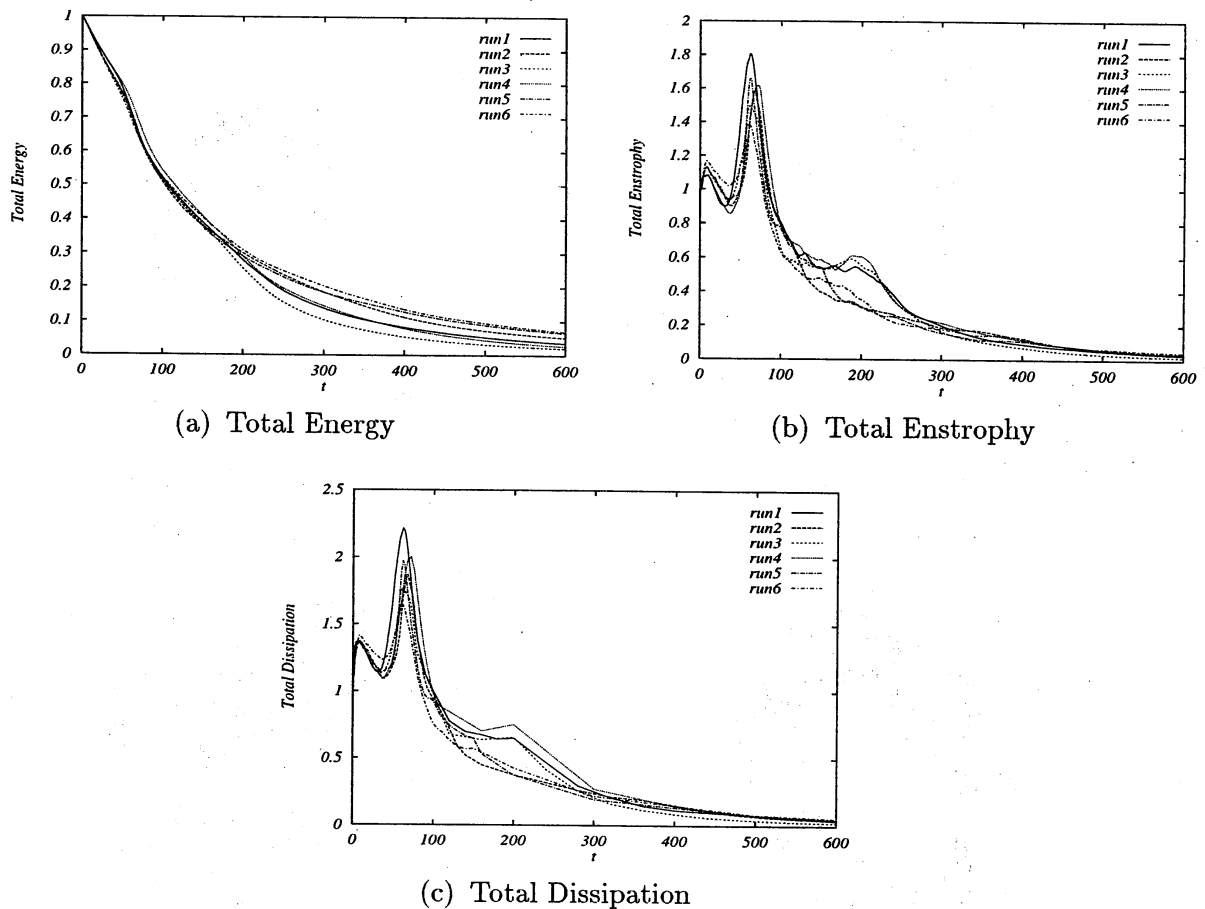 Total Energy
1
0.9
0.8
0.7
0.6
0.5
0.4
0.3
0.2
0.1
0
0 100 200 300 400 500 600
t
run1
run2
run3
run4
run5
run6
(a) Total Energy
Total Enstrophy
2
1.8
1.6
1.4
1.2
1
0.8
0.6
0.4
0.2
0
0 100 200 300 400 500 600
t
run1
run2
run3
run4
run5
run6
(b) Total Enstrophy
Total Dissipation
2.5
2
1.5
1
0.5
0
0 100 200 300 400 500 600
t
run1
run2
run3
run4
run5
run6
(c) Total Dissipation